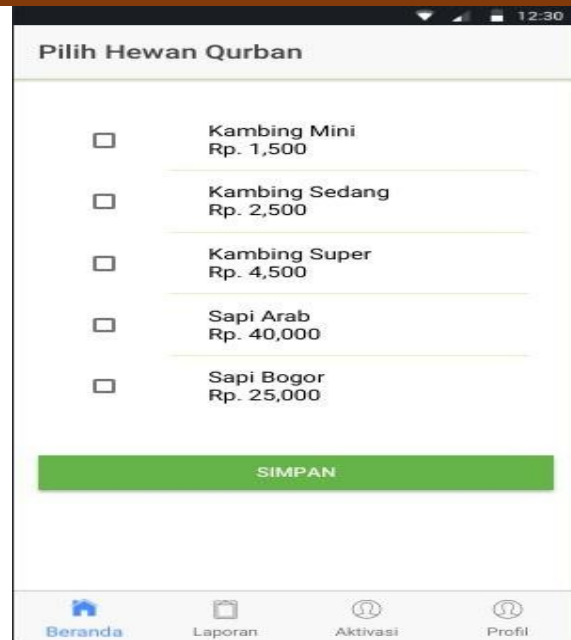 12:30
Pilih Hewan Qurban
Kambing Mini
Rp. 1,500
Kambing Sedang
Rp. 2,500
Kambing Super
Rp. 4,500
Sapi Arab
Rp. 40,000
Sapi Bogor
Rp. 25,000
SIMPAN
Beranda Laporan Aktivasi Profil